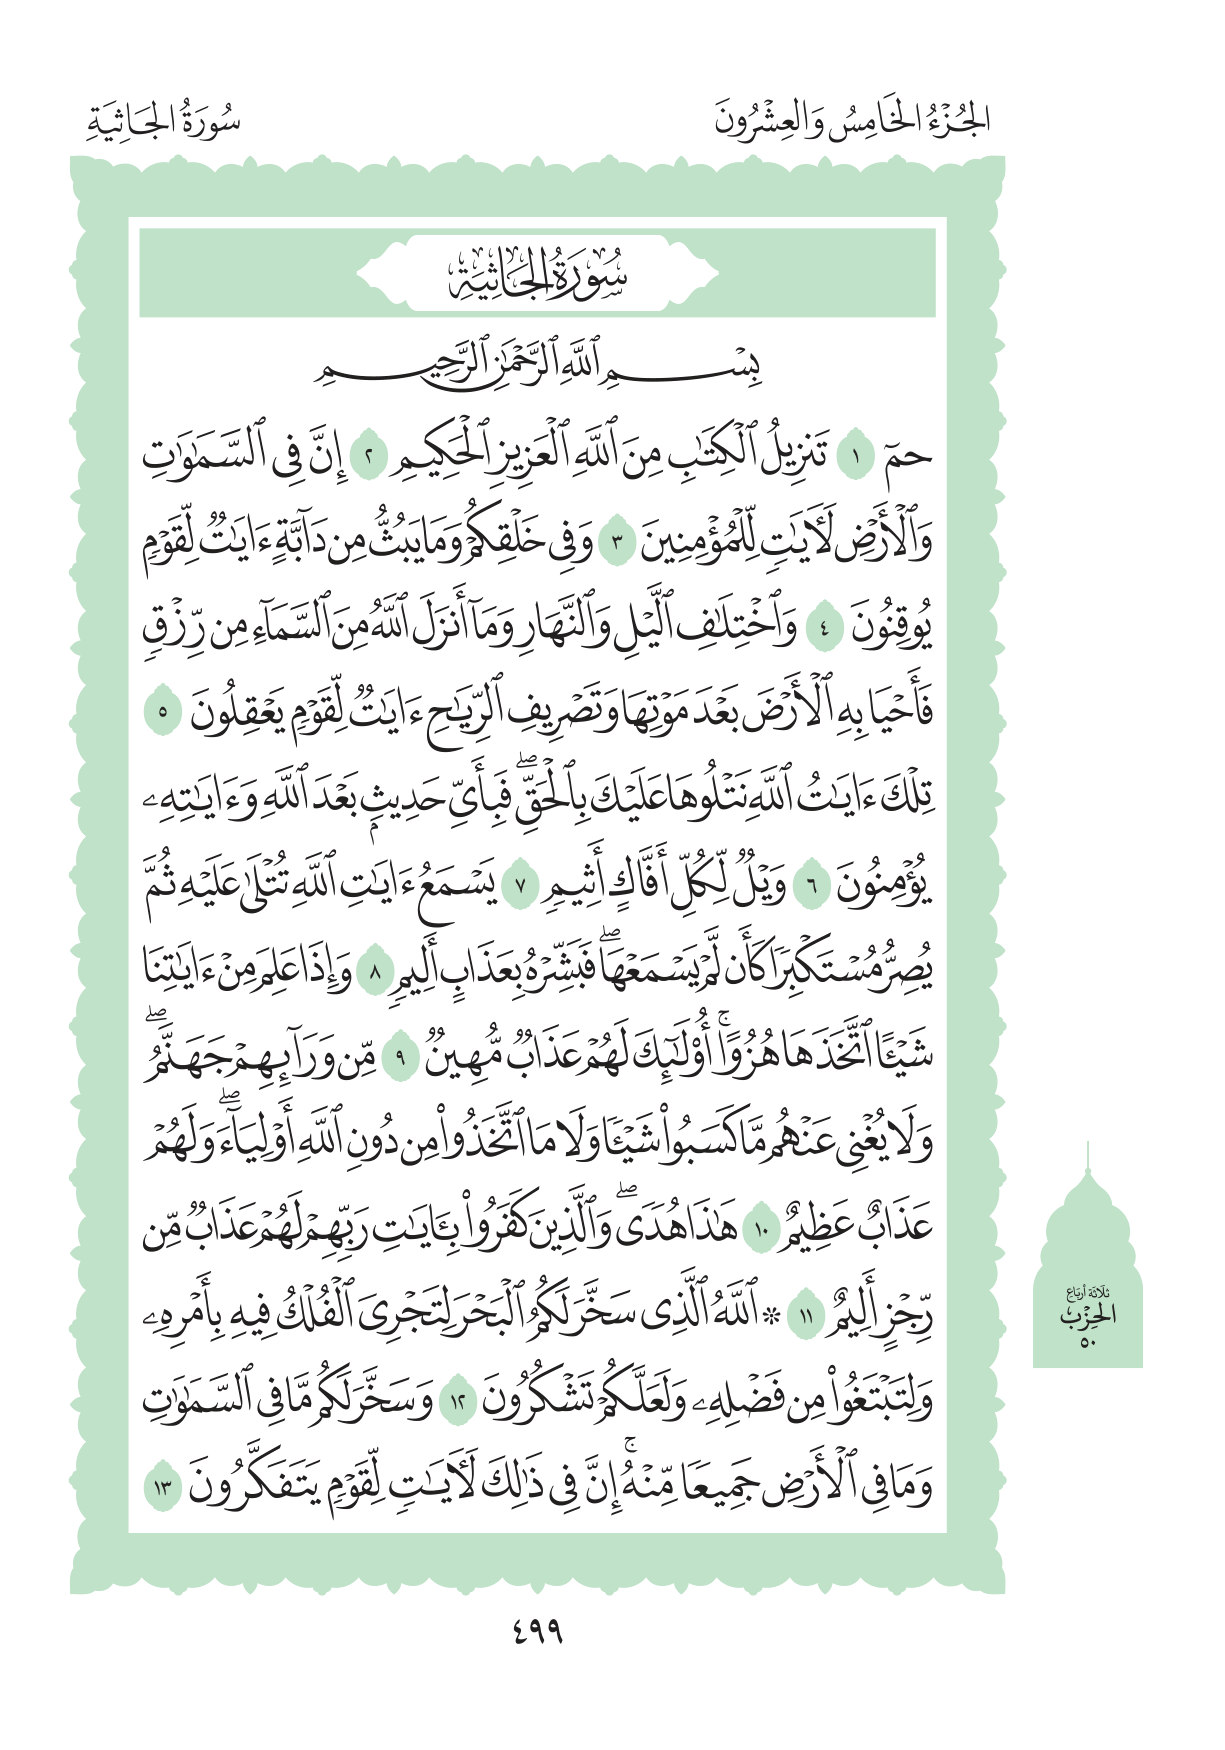 الجُزْءُ الخَامِسُ وَالعِشْرُونَ
سُورَةُ الجَاثِيَةِ
سُورَةُ الجَاثِيَةِ
بِسْمِ ٱللَّهِ ٱلرَّحْمَٰنِ ٱلرَّحِيمِ
حمٓ ١ تَنزِيلُ ٱلۡكِتَٰبِ مِنَ ٱللَّهِ ٱلۡعَزِيزِ ٱلۡحَكِيمِ ٢ إِنَّ فِي ٱلسَّمَٰوَٰتِ
وَٱلۡأَرۡضِ لَأٓيَٰتٖ لِّلۡمُؤۡمِنِينَ ٣ وَفِي خَلۡقِكُمۡ وَمَا يَبُثُّ مِن دَآبَّةٍ ءَايَٰتٞ لِّقَوۡمٖ
يُوقِنُونَ ٤ وَٱخۡتِلَٰفِ ٱلَّيۡلِ وَٱلنَّهَارِ وَمَآ أَنزَلَ ٱللَّهُ مِنَ ٱلسَّمَآءِ مِن رِّزۡقٖ
فَأَحۡيَا بِهِ ٱلۡأَرۡضَ بَعۡدَ مَوۡتِهَا وَتَصۡرِيفِ ٱلرِّيَٰحِ ءَايَٰتٞ لِّقَوۡمٖ يَعۡقِلُونَ ٥
تِلۡكَ ءَايَٰتُ ٱللَّهِ نَتۡلُوهَا عَلَيۡكَ بِٱلۡحَقِّۖ فَبِأَيِّ حَدِيثِۭ بَعۡدَ ٱللَّهِ وَءَايَٰتِهِۦ
يُؤۡمِنُونَ ٦ وَيۡلٞ لِّكُلِّ أَفَّاكٍ أَثِيمٖ ٧ يَسۡمَعُ ءَايَٰتِ ٱللَّهِ تُتۡلَىٰ عَلَيۡهِ ثُمَّ
يُصِرُّ مُسۡتَكۡبِرٗا كَأَن لَّمۡ يَسۡمَعۡهَاۖ فَبَشِّرۡهُ بِعَذَابٍ أَلِيمٖ ٨ وَإِذَا عَلِمَ مِنۡ ءَايَٰتِنَا
شَيۡـًٔا ٱتَّخَذَهَا هُزُوًاۚ أُوْلَٰٓئِكَ لَهُمۡ عَذَابٞ مُّهِينٞ ٩ مِّن وَرَآئِهِمۡ جَهَنَّمُۖ
وَلَا يُغۡنِي عَنۡهُم مَّا كَسَبُواْ شَيۡـٔٗا وَلَا مَا ٱتَّخَذُواْ مِن دُونِ ٱللَّهِ أَوۡلِيَآءَۖ وَلَهُمۡ
عَذَابٌ عَظِيمٌ ١٠ هَٰذَا هُدٗىۖ وَٱلَّذِينَ كَفَرُواْ بِـَٔايَٰتِ رَبِّهِمۡ لَهُمۡ عَذَابٞ مِّن
رِّجۡزٍ أَلِيمٌ ١١ ۞ ٱللَّهُ ٱلَّذِي سَخَّرَ لَكُمُ ٱلۡبَحۡرَ لِتَجۡرِيَ ٱلۡفُلۡكُ فِيهِ بِأَمۡرِهِۦ
وَلِتَبۡتَغُواْ مِن فَضۡلِهِۦ وَلَعَلَّكُمۡ تَشۡكُرُونَ ١٢ وَسَخَّرَ لَكُم مَّا فِي ٱلسَّمَٰوَٰتِ
وَمَا فِي ٱلۡأَرۡضِ جَمِيعٗا مِّنۡهُۚ إِنَّ فِي ذَٰلِكَ لَأٓيَٰتٖ لِّقَوۡمٖ يَتَفَكَّرُونَ ١٣
ثلاثة أرباع
الحِزْب
٥٠
٤٩٩